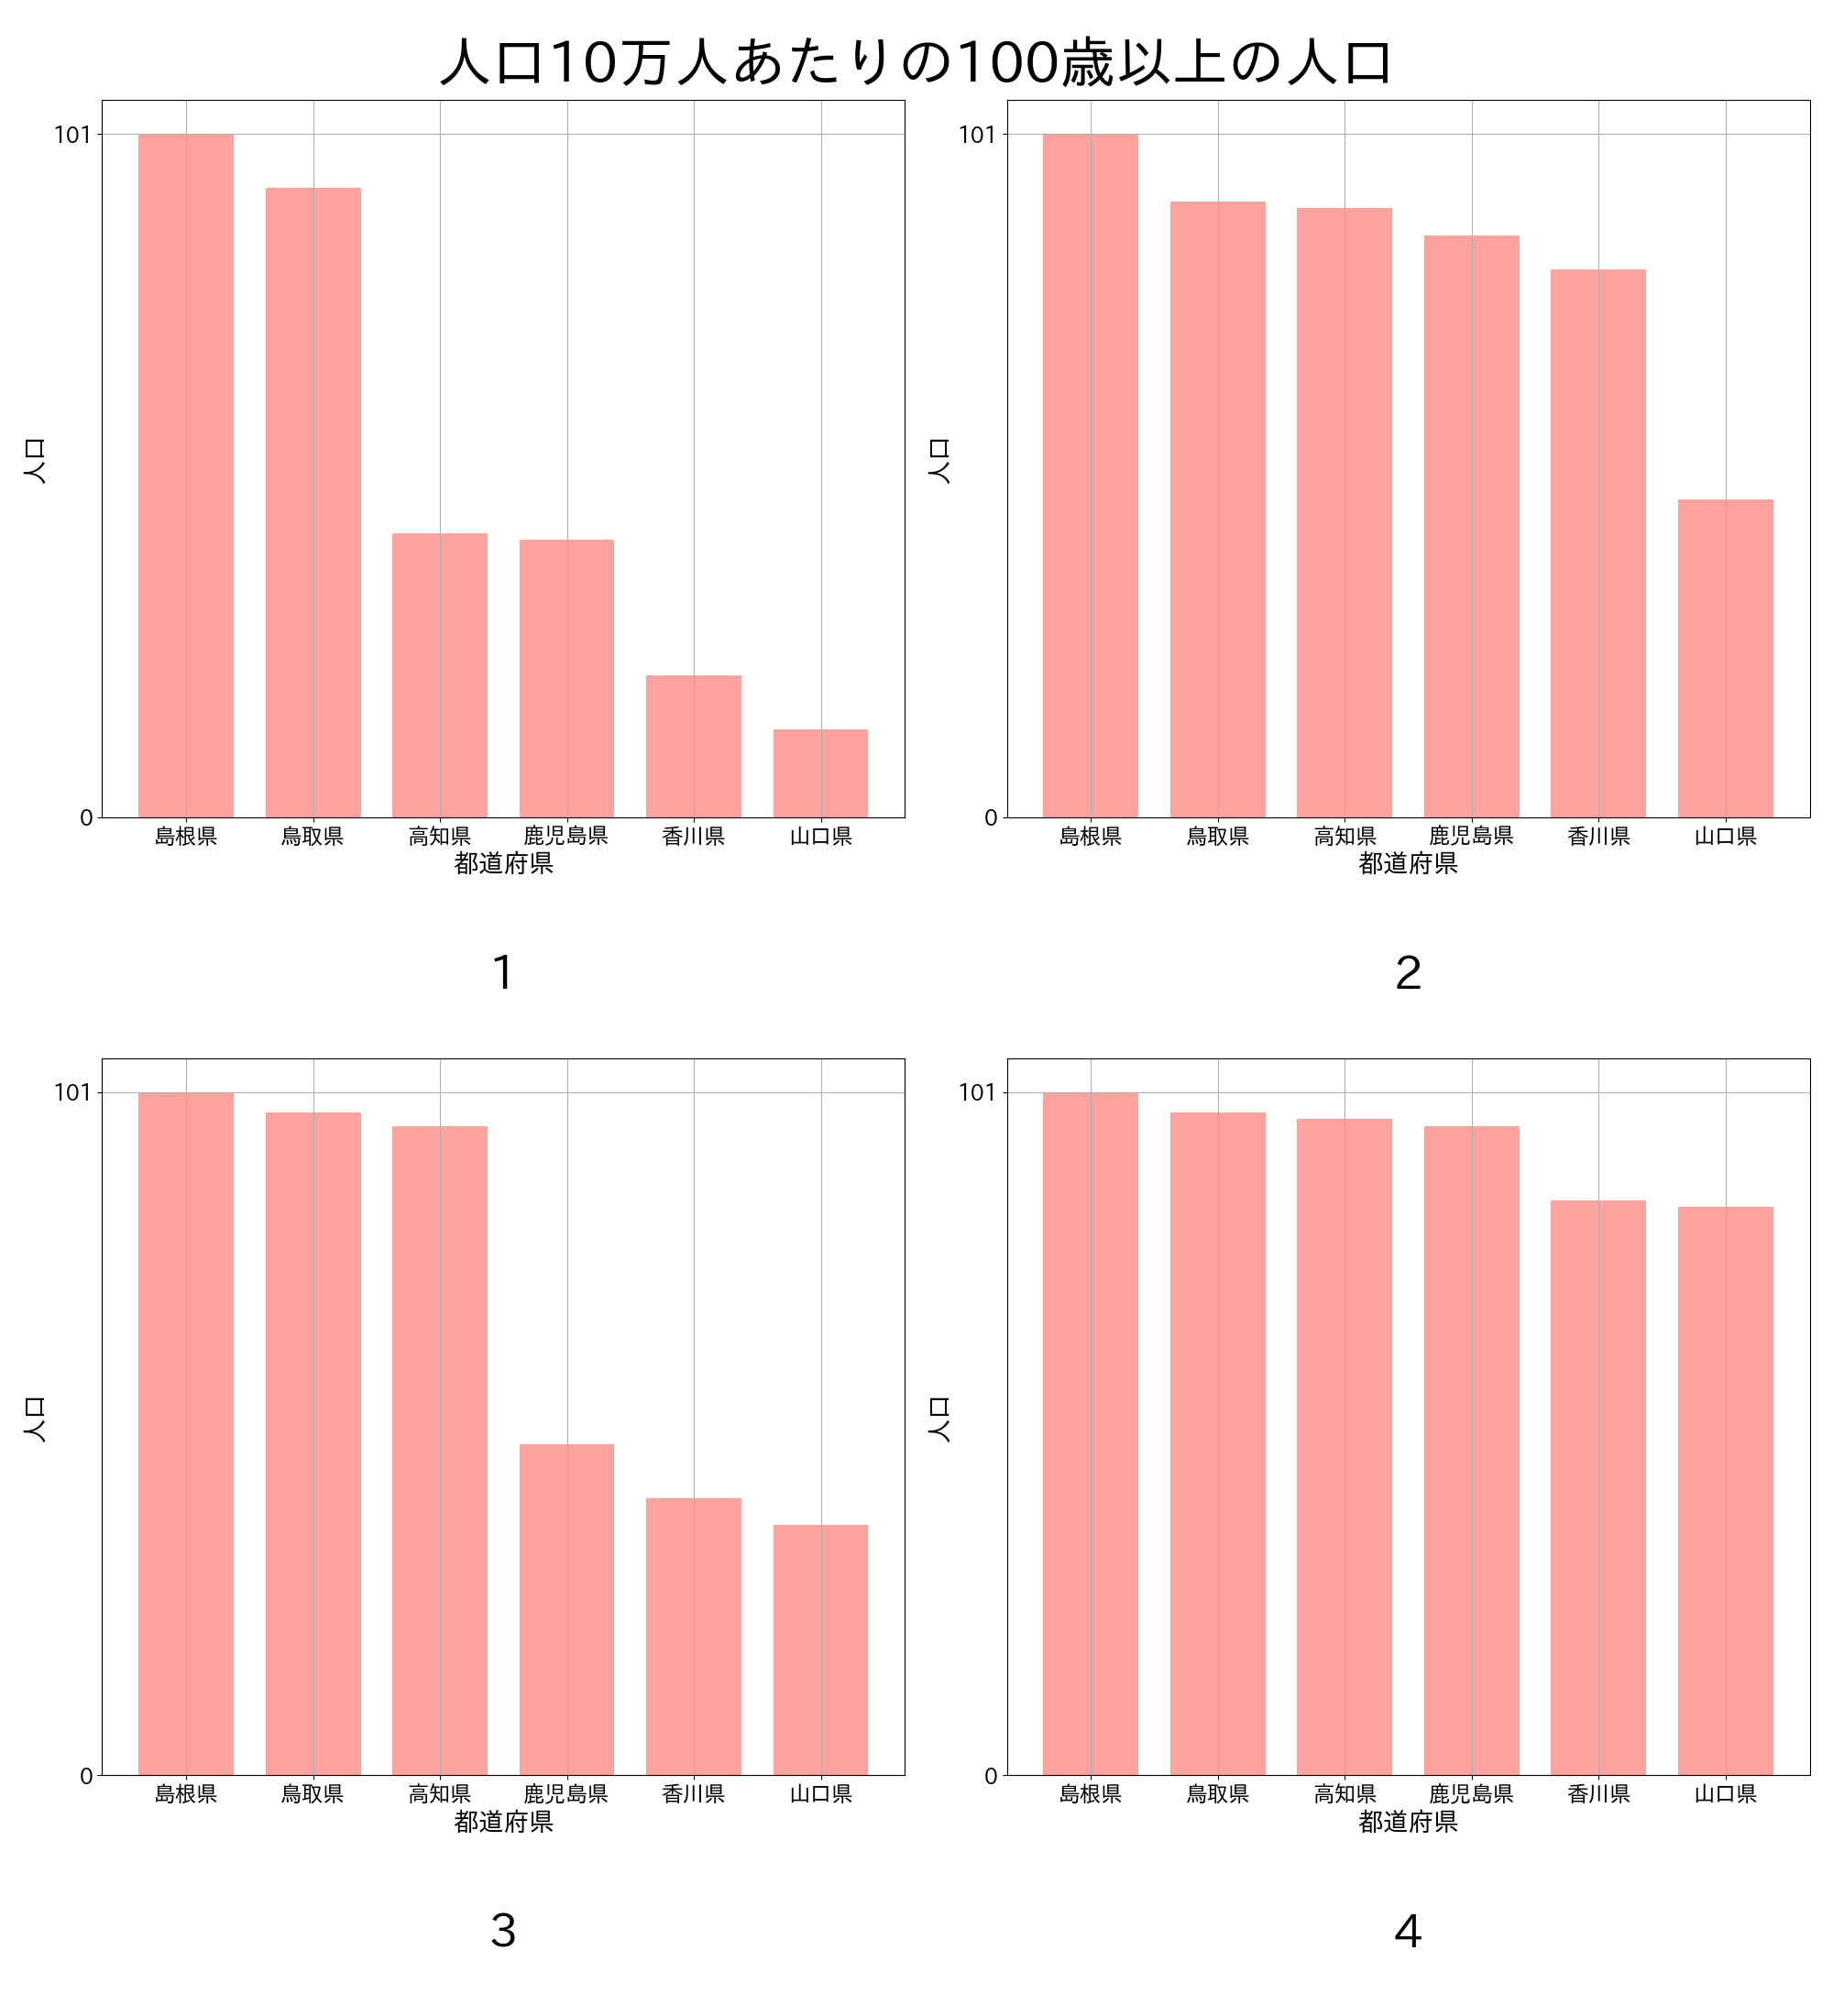 人口10万人あたりの100歳以上の人口
101
人口
0
島根県 鳥取県 高知県 鹿児島県 香川県 山口県
都道府県
1
101
人口
0
島根県 鳥取県 高知県 鹿児島県 香川県 山口県
都道府県
2
101
人口
0
島根県 鳥取県 高知県 鹿児島県 香川県 山口県
都道府県
3
101
人口
0
島根県 鳥取県 高知県 鹿児島県 香川県 山口県
都道府県
4